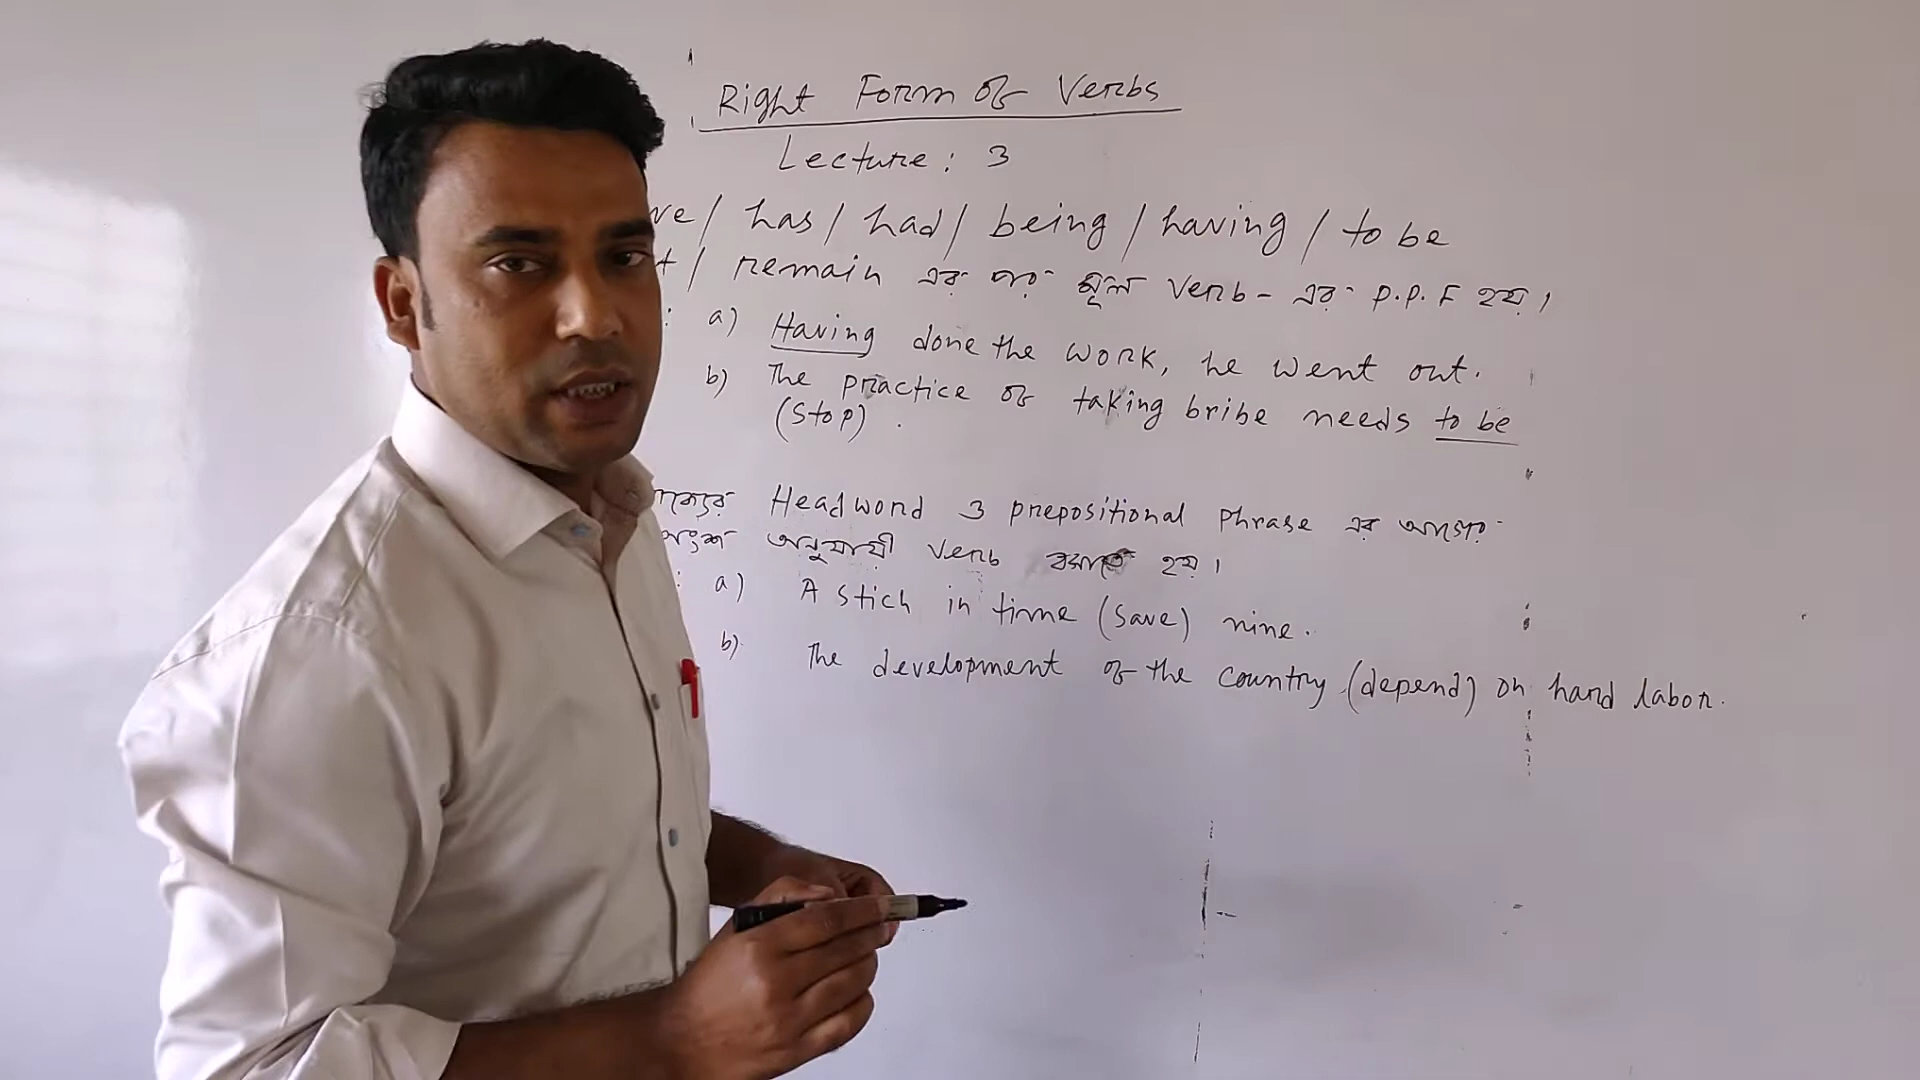 Right Form Of Verbs
Lecture: 3
ve / has / had / being / having / to be
t / remain এর পর মূল verb - এর P.P.F হয়।
: a) Having done the work, he went out.
b) The practice of taking bribe needs to be
(Stop).
Headword ও prepositional phrase এর আগের
অংশ অনুযায়ী verb বসাতে হয়।
: a) A stich in time (save) nine.
b) The development of the country (depend) on hard labor.